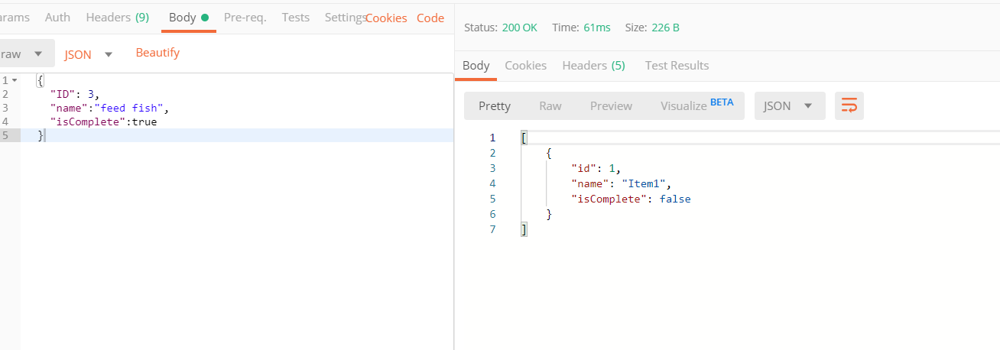 arams Auth Headers (9) Body Pre-req. Tests Settings Cookies Code
raw JSON Beautify
1 {
2 "ID": 3,
3 "name":"feed fish",
4 "isComplete":true
5 }
Status: 200 OK Time: 61ms Size: 226 B
Body Cookies Headers (5) Test Results
Pretty Raw Preview Visualize BETA JSON
1 [
2 {
3 "id": 1,
4 "name": "Item1",
5 "isComplete": false
6 }
7 ]